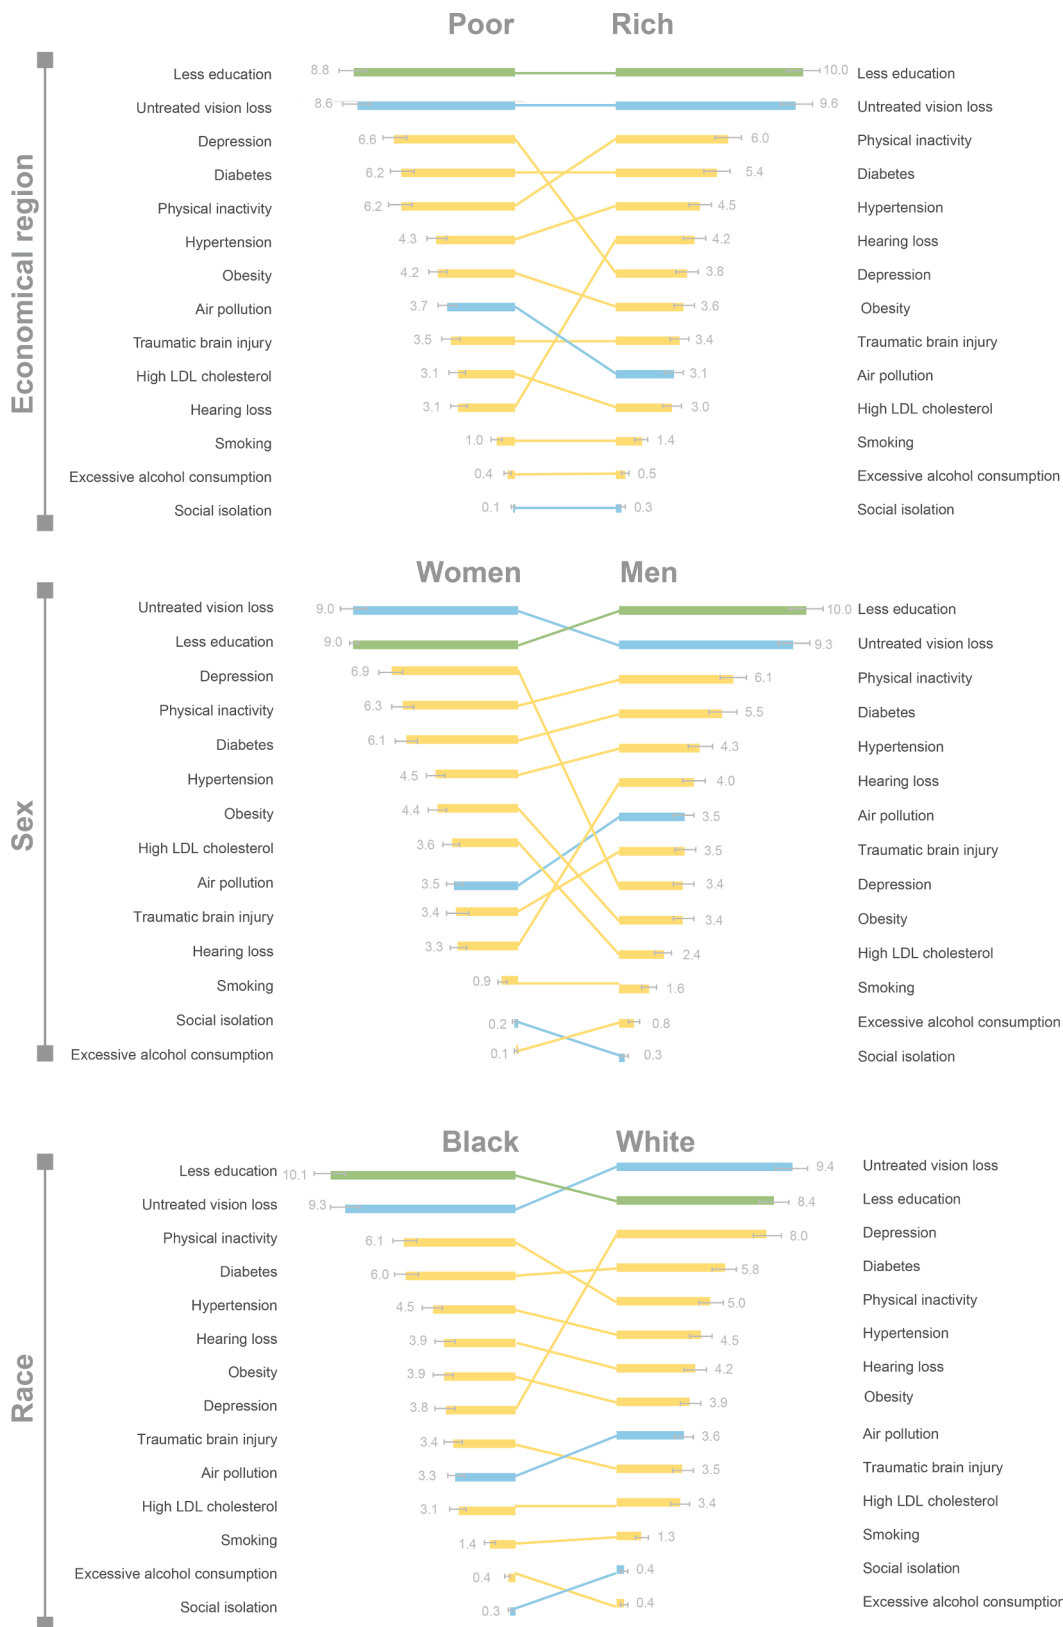 Poor Rich
Economical region
Less education 8.8 10.0 Less education
Untreated vision loss 8.6 9.6 Untreated vision loss
Depression 6.6 6.0 Physical inactivity
Diabetes 6.2 5.4 Diabetes
Physical inactivity 6.2 4.5 Hypertension
Hypertension 4.3 4.2 Hearing loss
Obesity 4.2 3.8 Depression
Air pollution 3.7 3.6 Obesity
Traumatic brain injury 3.5 3.4 Traumatic brain injury
High LDL cholesterol 3.1 3.1 Air pollution
Hearing loss 3.1 3.0 High LDL cholesterol
Smoking 1.0 1.4 Smoking
Excessive alcohol consumption 0.4 0.5 Excessive alcohol consumption
Social isolation 0.1 0.3 Social isolation
Women Men
Sex
Untreated vision loss 9.0 10.0 Less education
Less education 9.0 9.3 Untreated vision loss
Depression 6.9 6.1 Physical inactivity
Physical inactivity 6.3 5.5 Diabetes
Diabetes 6.1 4.3 Hypertension
Hypertension 4.5 4.0 Hearing loss
Obesity 4.4 3.5 Air pollution
High LDL cholesterol 3.6 3.5 Traumatic brain injury
Air pollution 3.5 3.4 Depression
Traumatic brain injury 3.4 3.4 Obesity
Hearing loss 3.3 2.4 High LDL cholesterol
Smoking 0.9 1.6 Smoking
Social isolation 0.2 0.8 Excessive alcohol consumption
Excessive alcohol consumption 0.1 0.3 Social isolation
Black White
Race
Less education 10.1 9.4 Untreated vision loss
Untreated vision loss 9.3 8.4 Less education
Physical inactivity 6.1 8.0 Depression
Diabetes 6.0 5.8 Diabetes
Hypertension 4.5 5.0 Physical inactivity
Hearing loss 3.9 4.5 Hypertension
Obesity 3.9 4.2 Hearing loss
Depression 3.8 3.9 Obesity
Traumatic brain injury 3.4 3.6 Air pollution
Air pollution 3.3 3.5 Traumatic brain injury
High LDL cholesterol 3.1 3.4 High LDL cholesterol
Smoking 1.4 1.3 Smoking
Excessive alcohol consumption 0.4 0.4 Social isolation
Social isolation 0.3 0.4 Excessive alcohol consumption